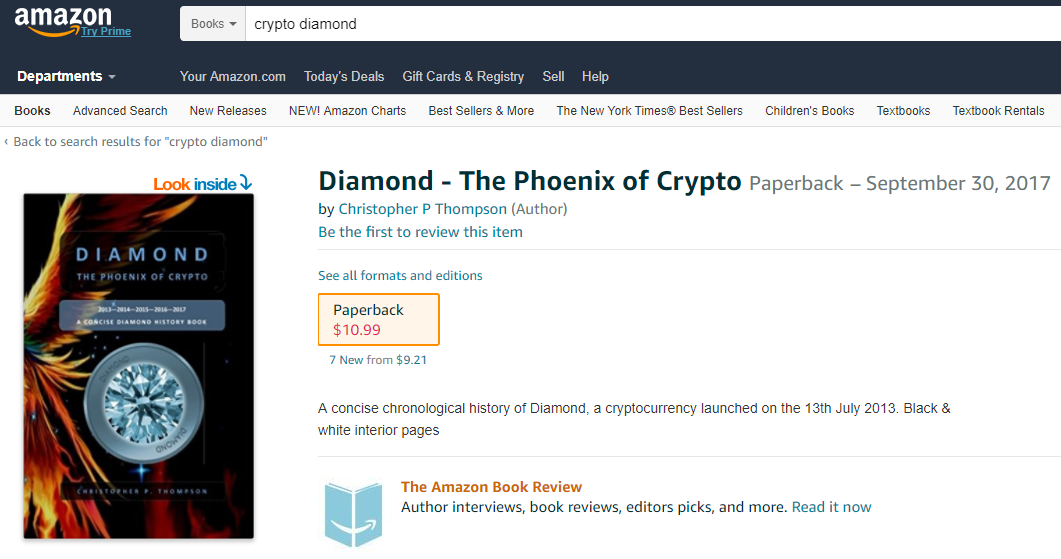 amazon
Try Prime
Books
crypto diamond
Departments
Your Amazon.com Today's Deals Gift Cards & Registry Sell Help
Books Advanced Search New Releases NEW! Amazon Charts Best Sellers & More The New York Times® Best Sellers Children's Books Textbooks Textbook Rentals
‹ Back to search results for "crypto diamond"
Look inside
DIAMOND
THE PHOENIX OF CRYPTO
2013—2014—2015—2016—2017
A CONCISE DIAMOND HISTORY BOOK
DIAMOND
DIAMOND
CHRISTOPHER P. THOMPSON
Diamond - The Phoenix of Crypto Paperback – September 30, 2017
by Christopher P Thompson (Author)
Be the first to review this item
See all formats and editions
Paperback
$10.99
7 New from $9.21
A concise chronological history of Diamond, a cryptocurrency launched on the 13th July 2013. Black &
white interior pages
The Amazon Book Review
Author interviews, book reviews, editors picks, and more. Read it now